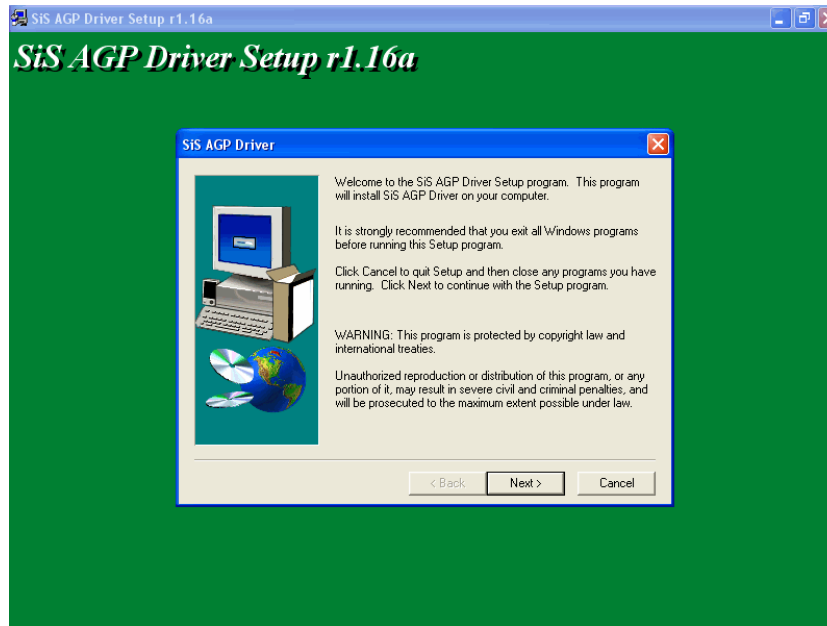 SiS AGP Driver Setup r1.16a
SiS AGP Driver Setup r1.16a
SiS AGP Driver
Welcome to the SiS AGP Driver Setup program. This program
will install SiS AGP Driver on your computer.
It is strongly recommended that you exit all Windows programs
before running this Setup program.
Click Cancel to quit Setup and then close any programs you have
running. Click Next to continue with the Setup program.
WARNING: This program is protected by copyright law and
international treaties.
Unauthorized reproduction or distribution of this program, or any
portion of it, may result in severe civil and criminal penalties, and
will be prosecuted to the maximum extent possible under law.
< Back Next > Cancel